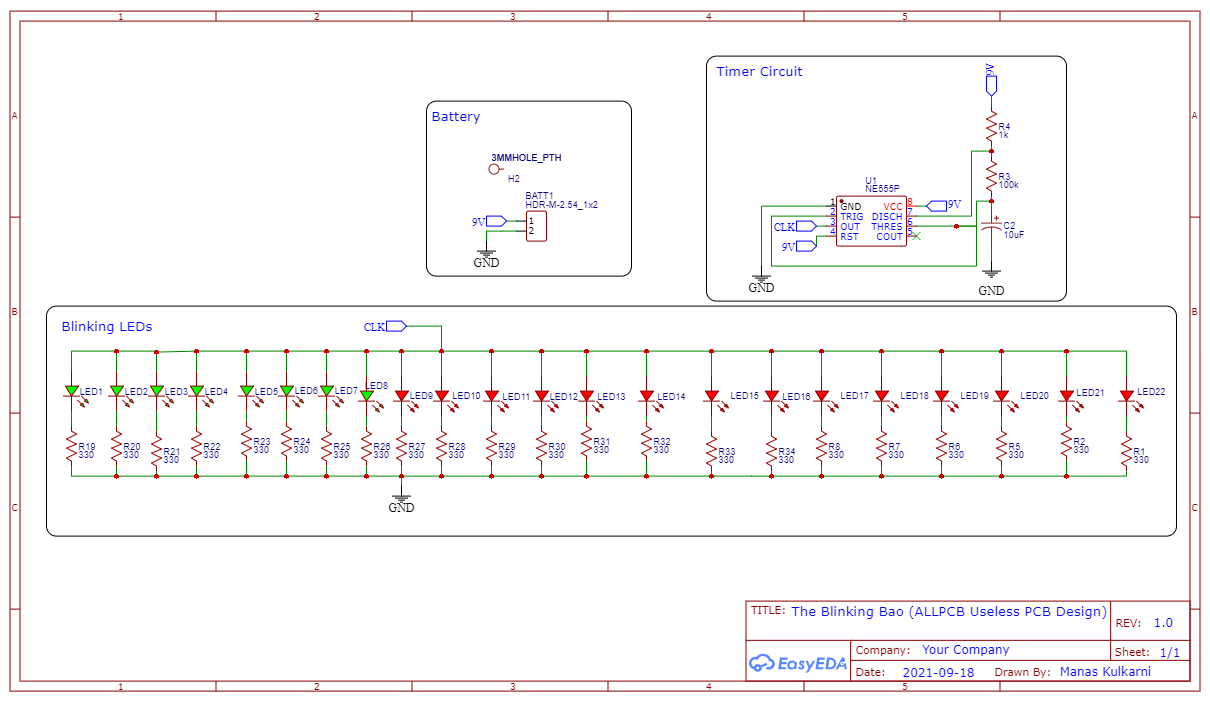 1 2 3 4 5
A A
B B
C C
Timer Circuit
9V
R4
1k
R3
100k
C2
10uF
GND
U1
NE555P
1 GND VCC 8 9V
2 TRIG DISCH 7
CLK 3 OUT THRES 6
4 RST COUT 5
9V
GND
+
Battery
3MMHOLE_PTH
H2
BATT1
HDR-M-2.54_1x2
9V 1
2
GND
Blinking LEDs
CLK
LED1 LED2 LED3 LED4 LED5 LED6 LED7 LED8 LED9 LED10 LED11 LED12 LED13 LED14 LED15 LED16 LED17 LED18 LED19 LED20 LED21 LED22
R19 R20 R21 R22 R23 R24 R25 R26 R27 R28 R29 R30 R31 R32 R33 R34 R8 R7 R6 R5 R2 R1
330 330 330 330 330 330 330 330 330 330 330 330 330 330 330 330 330 330 330 330 330 330
GND
TITLE: The Blinking Bao (ALLPCB Useless PCB Design) REV: 1.0
EasyEDA Company: Your Company Sheet: 1/1
Date: 2021-09-18 Drawn By: Manas Kulkarni
1 2 3 4 5